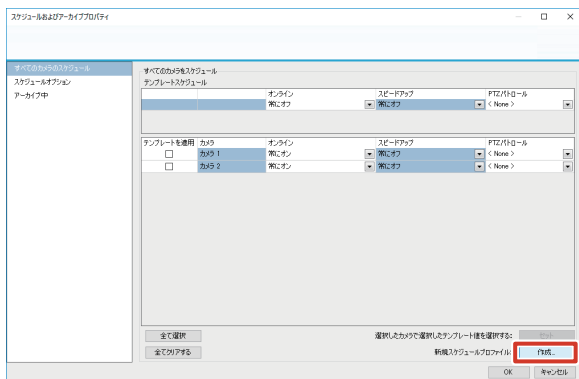 スケジュールおよびアーカイブプロパティ
すべてのカメラのスケジュール
スケジュールオプション
アーカイブ中
すべてのカメラをスケジュール
テンプレートスケジュール
オンライン スピードアップ PTZパトロール
常にオフ 常にオフ < None >
テンプレートを適用 カメラ オンライン スピードアップ PTZパトロール
カメラ 1 常にオン 常にオフ < None >
カメラ 2 常にオン 常にオフ < None >
全て選択 選択したカメラで選択したテンプレート値を選択する: セット
全てクリアする 新規スケジュールプロファイル: 作成...
OK キャンセル